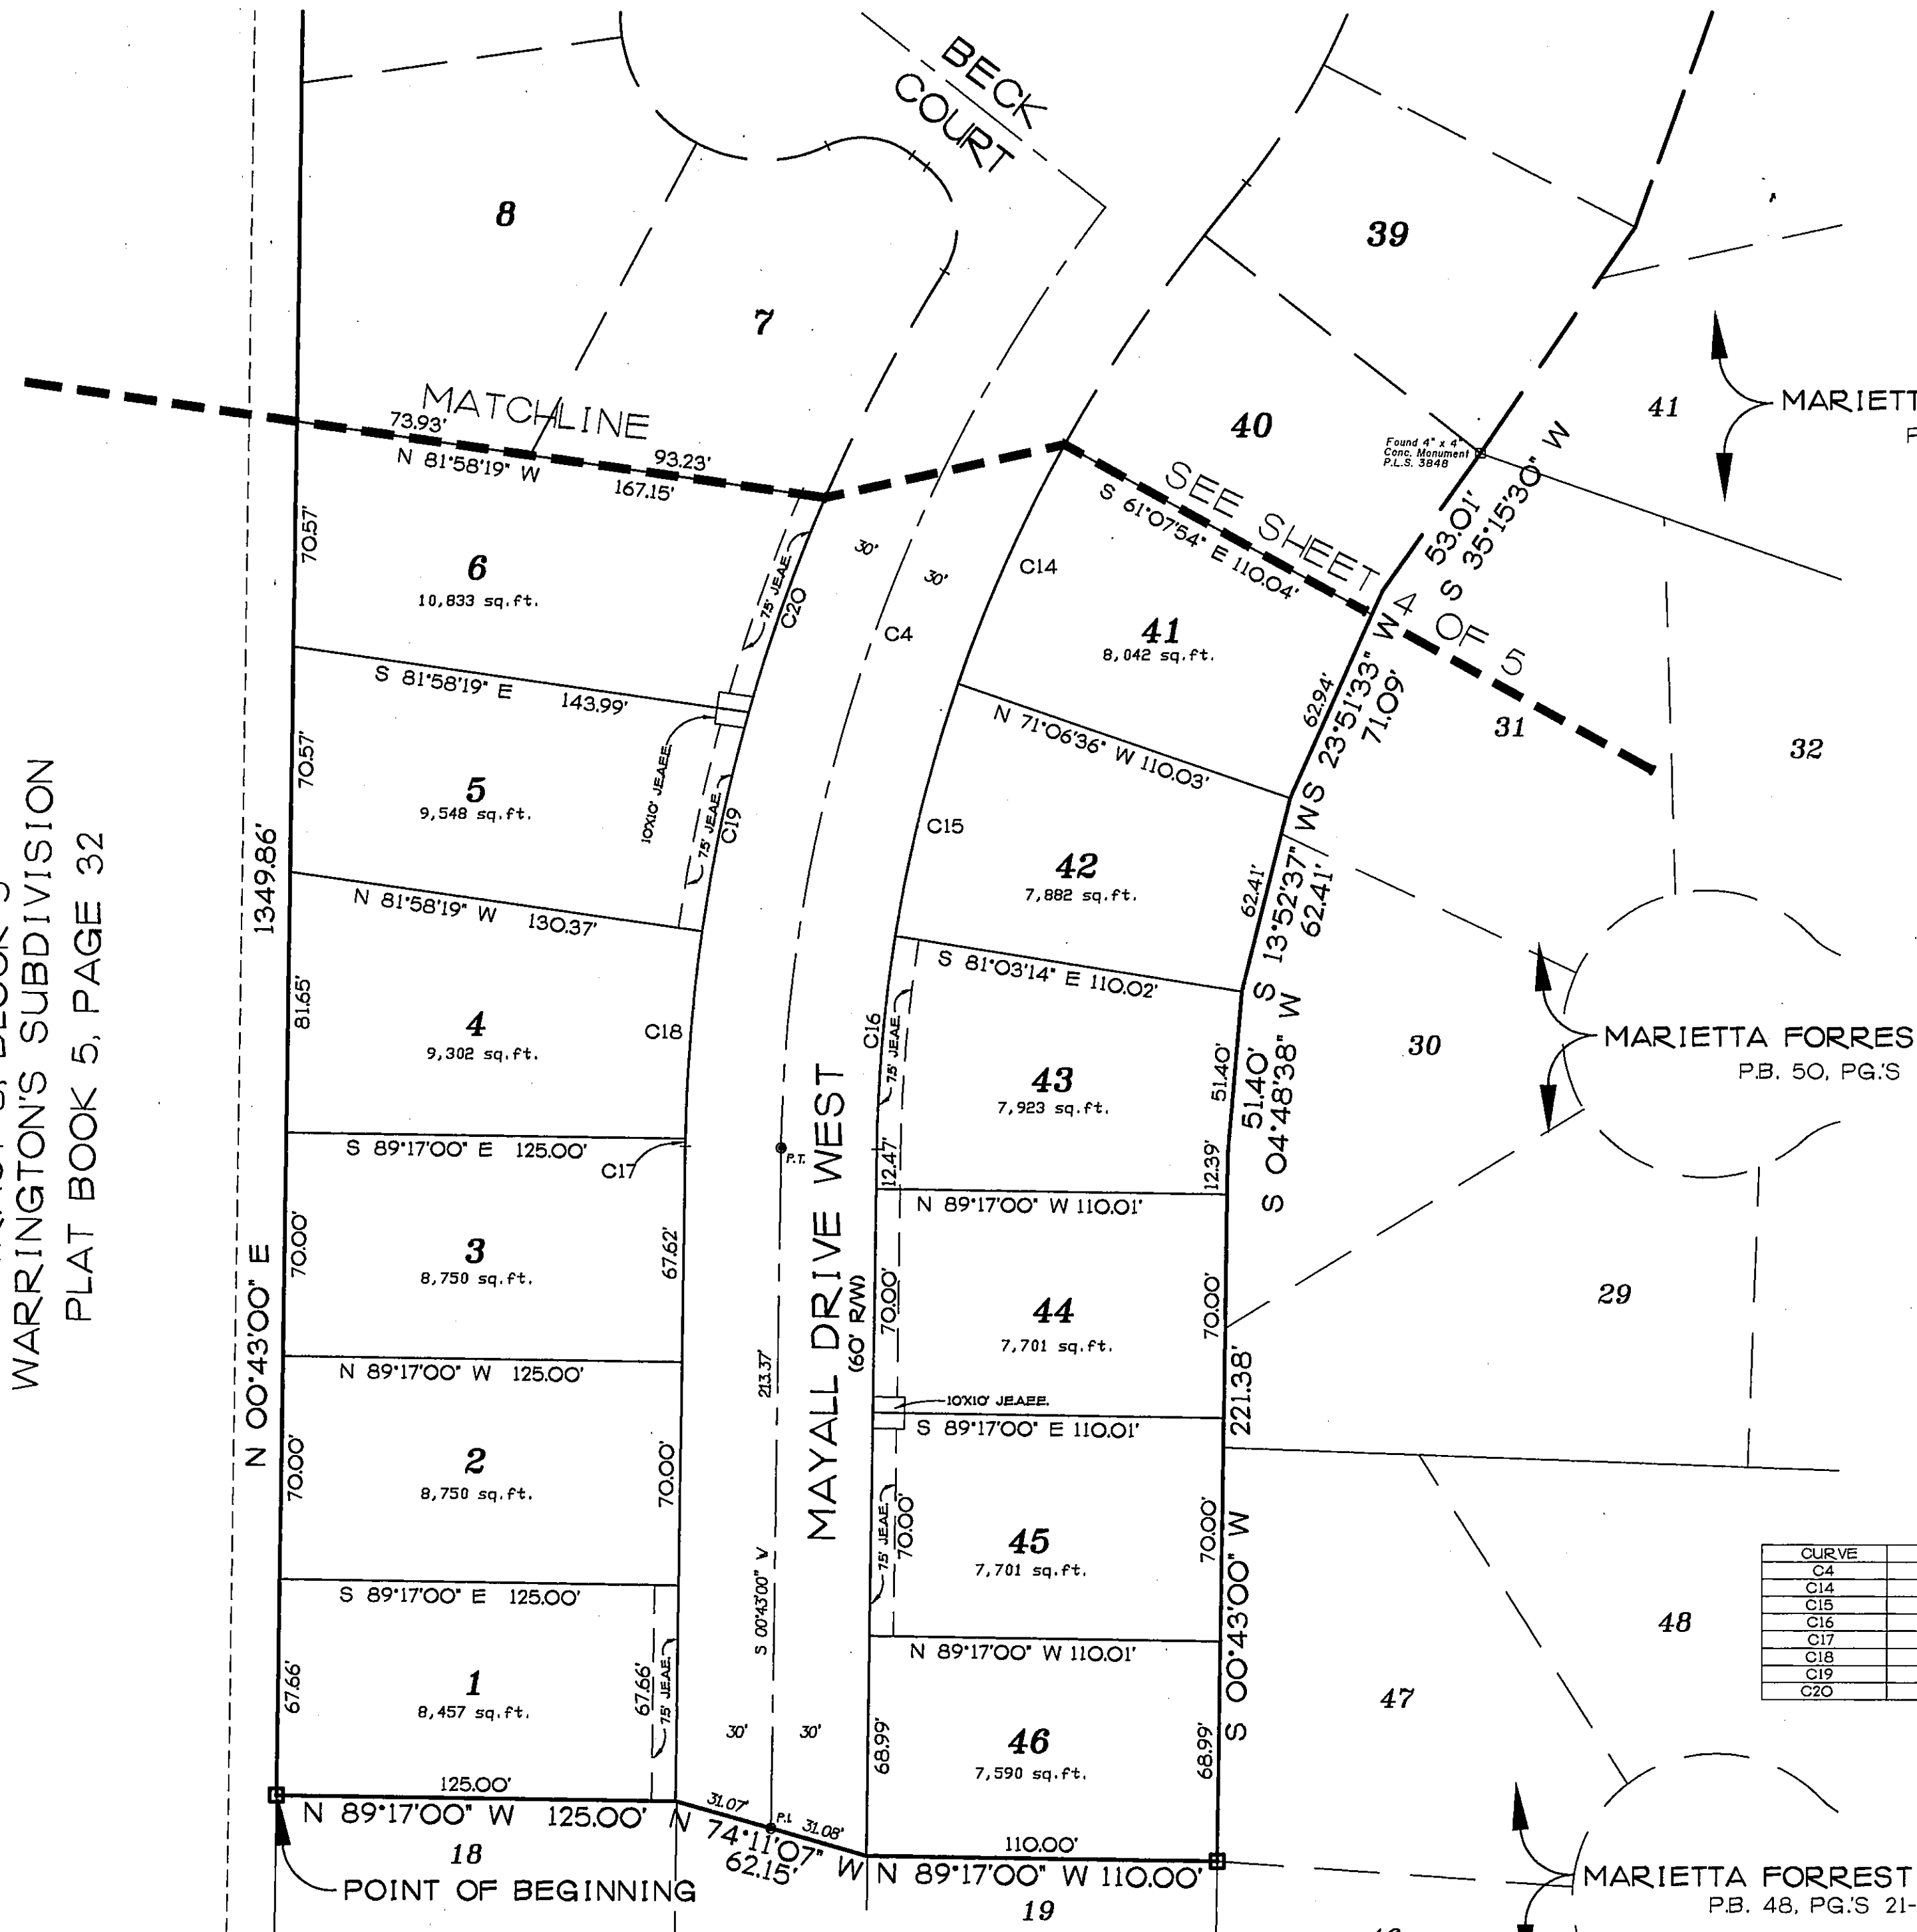 BECK
COURT
8
39
7
MATCHLINE
73.93'
N 81°58'19" W
93.23'
167.15'
40
Found 4" x 4"
Conc. Monument
P.L.S. 3848
41
MARIETT
SEE SHEET 4 OF 5
S 61°07'54" E 110.04'
53.01'
S 35°15'30" W
70.57'
6
10,833 sq.ft.
7.5' JEAE.
C20
30'
30'
C14
C4
41
8,042 sq.ft.
62.94'
S 23°51'33" W
71.09'
31
32
S 81°58'19" E 143.99'
10X10' JEAEE.
N 71°06'36" W 110.03'
70.57'
5
9,548 sq.ft.
7.5' JEAE.
C19
C15
42
7,882 sq.ft.
62.41'
S 13°52'37" W
62.41'
WARRINGTON'S SUBDIVISION
PLAT BOOK 5, PAGE 32
1349.86'
N 00°43'00" E
N 81°58'19" W 130.37'
S 81°03'14" E 110.02'
81.65'
4
9,302 sq.ft.
C18
C16
7.5' JEAE.
43
7,923 sq.ft.
51.40'
51.40'
S 04°48'38" W
30
MARIETTA FORRES
P.B. 50, PG.'S
S 89°17'00" E 125.00'
C17
P.T.
12.47'
12.39'
N 89°17'00" W 110.01'
MAYALL DRIVE WEST
(60' R/W)
70.00'
3
8,750 sq.ft.
67.62'
70.00'
44
7,701 sq.ft.
70.00'
29
N 89°17'00" W 125.00'
213.37'
10X10' JEAEE.
S 89°17'00" E 110.01'
221.38'
70.00'
2
8,750 sq.ft.
70.00'
7.5' JEAE.
70.00'
45
7,701 sq.ft.
70.00'
S 00°43'00" W
S 89°17'00" E 125.00'
S 00°43'00" W
N 89°17'00" W 110.01'
48
CURVE
C4
C14
C15
C16
C17
C18
C19
C20
67.66'
1
8,457 sq.ft.
67.66'
7.5' JEAE.
30'
30'
68.99'
46
7,590 sq.ft.
68.99'
47
125.00'
N 89°17'00" W 125.00'
31.07'
P.I.
31.08'
N 74°11'07" W
62.15'
110.00'
N 89°17'00" W 110.00'
18
POINT OF BEGINNING
19
MARIETTA FORREST
P.B. 48, PG.'S 21-